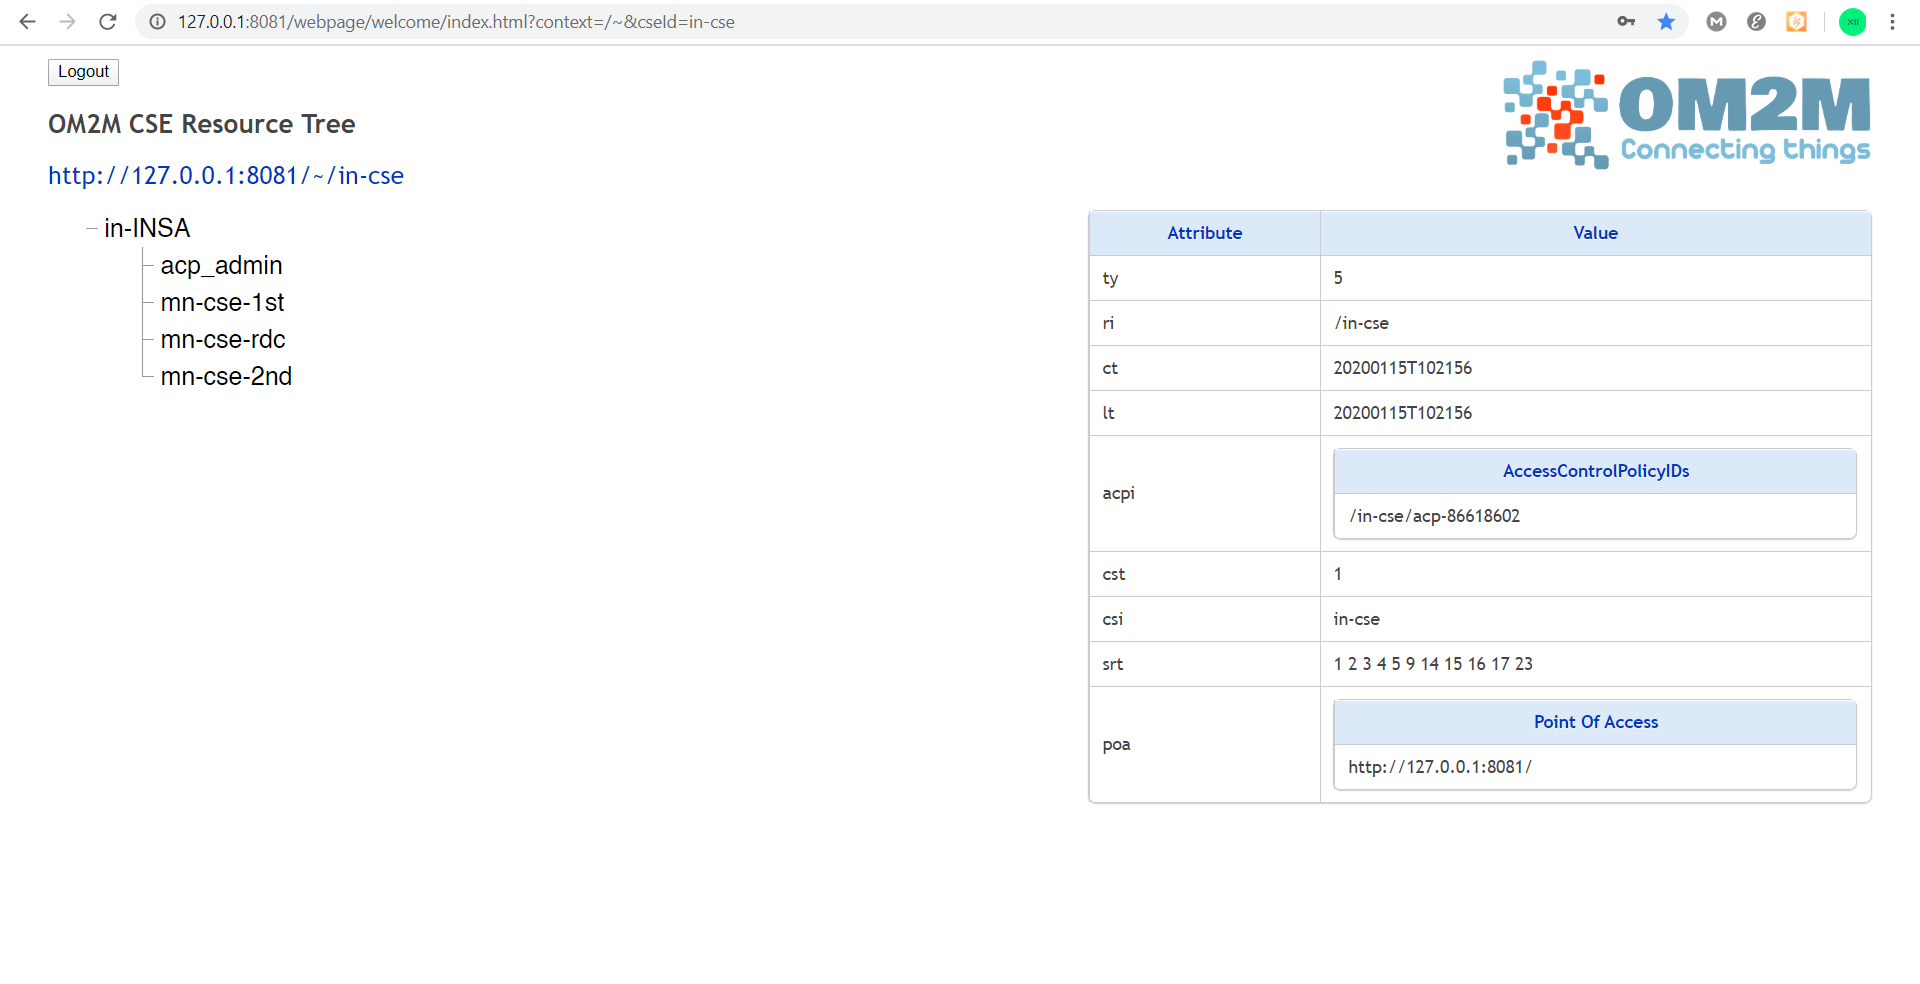 127.0.0.1:8081/webpage/welcome/index.html?context=/~&cseId=in-cse
Logout
OM2M
Connecting things
OM2M CSE Resource Tree
http://127.0.0.1:8081/~/in-cse
in-INSA
acp_admin
mn-cse-1st
mn-cse-rdc
mn-cse-2nd
Attribute Value
ty 5
ri /in-cse
ct 20200115T102156
lt 20200115T102156
acpi
AccessControlPolicyIDs
/in-cse/acp-86618602
cst 1
csi in-cse
srt 1 2 3 4 5 9 14 15 16 17 23
poa
Point Of Access
http://127.0.0.1:8081/